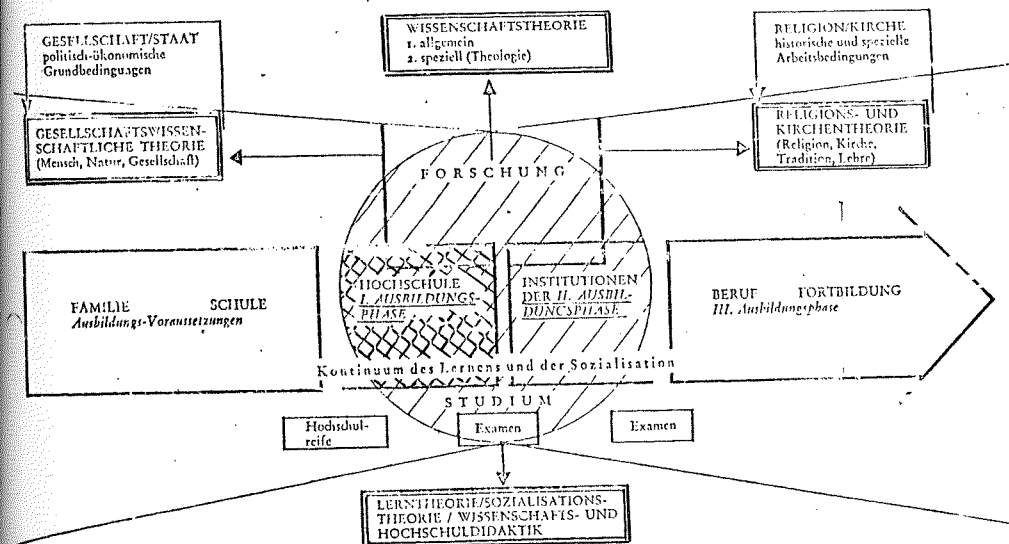 GESELLSCHAFT/STAAT
politisch-ökonomische
Grundbedingungen
WISSENSCHAFTSTHEORIE
1. allgemein
2. speziell (Theologie)
RELIGION/KIRCHE
historische und spezielle
Arbeitsbedingungen
GESELLSCHAFTSWISSEN-
SCHAFTLICHE THEORIE
(Mensch, Natur, Gesellschaft)
RELIGIONS- UND
KIRCHENTHEORIE
(Religion, Kirche,
Tradition, Lehre)
FORSCHUNG
FAMILIE SCHULE
Ausbildungs-Voraussetzungen
HOCHSCHULE
I. AUSBILDUNGS-
PHASE
INSTITUTIONEN
DER II. AUSBIL-
DUNGSPHASE
BERUF FORTBILDUNG
III. Ausbildungsphase
Kontinuum des Lernens und der Sozialisation
STUDIUM
Hochschul-
reife
Examen
Examen
LERNTHEORIE/SOZIALISATIONS-
THEORIE / WISSENSCHAFTS- UND
HOCHSCHULDIDAKTIK